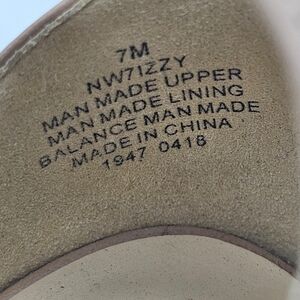 7M
NW7IZZY
MAN MADE UPPER
MAN MADE LINING
BALANCE MAN MADE
MADE IN CHINA
1947 0418